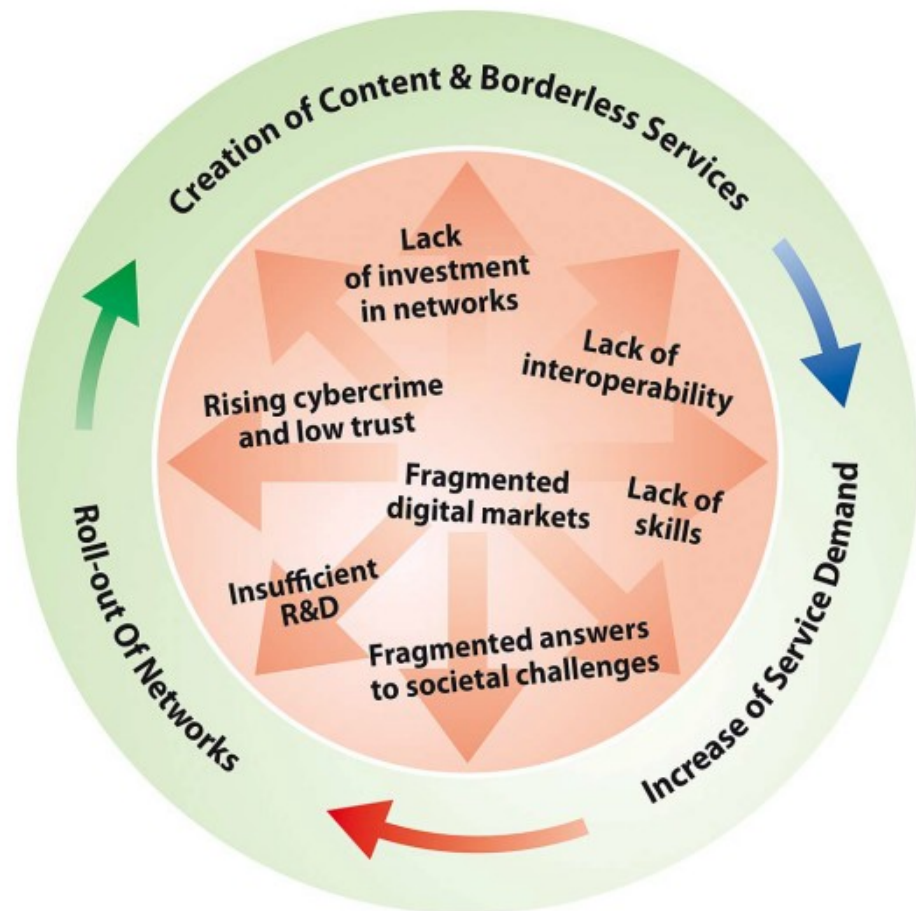 Creation of Content & Borderless Services
Lack
of investment
in networks
Lack of
interoperability
Rising cybercrime
and low trust
Fragmented
digital markets
Lack of
skills
Insufficient
R&D
Fragmented answers
to societal challenges
Increase of Service Demand
Roll-out Of Networks